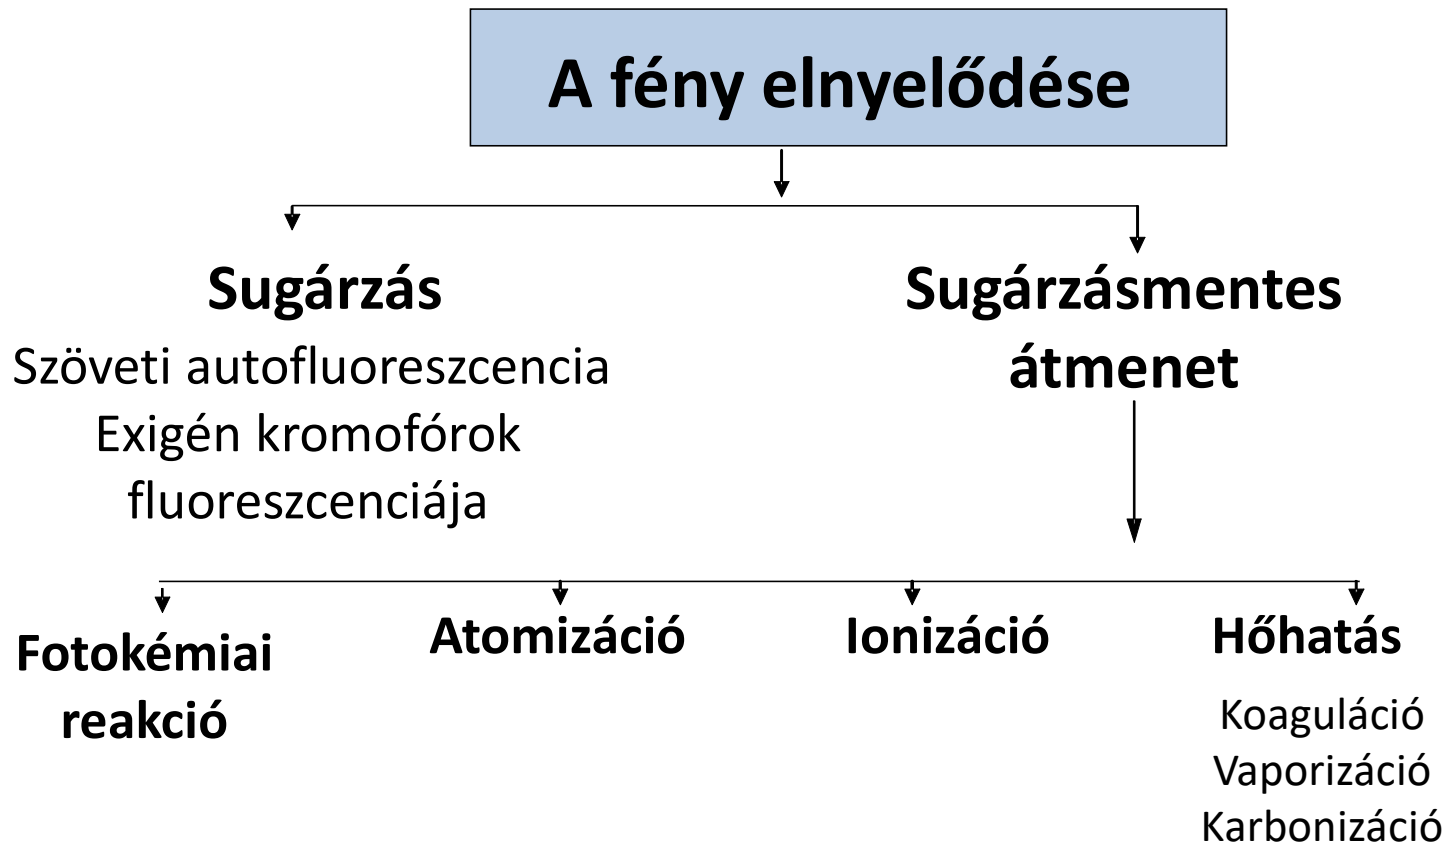 A fény elnyelődése
Sugárzás
Szöveti autofluoreszcencia
Exigén kromofórok
fluoreszcenciája
Sugárzásmentes
átmenet
Fotokémiai
reakció
Atomizáció
Ionizáció
Hőhatás
Koaguláció
Vaporizáció
Karbonizáció